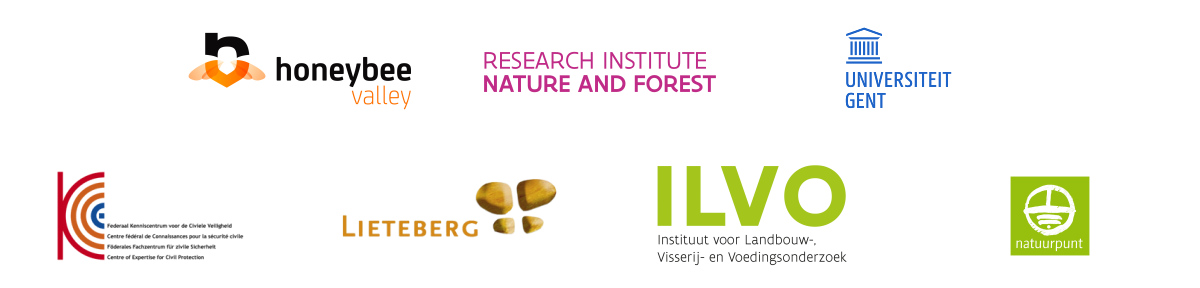 honeybee
valley
RESEARCH INSTITUTE
NATURE AND FOREST
UNIVERSITEIT
GENT
Federaal Kenniscentrum voor de Civiele Veiligheid
Centre fédéral de Connaissances pour la sécurité civile
Föderales Fachzentrum für zivile Sicherheit
Centre of Expertise for Civil Protection
LIETEBERG
ILVO
Instituut voor Landbouw-,
Visserij- en Voedingsonderzoek
natuurpunt